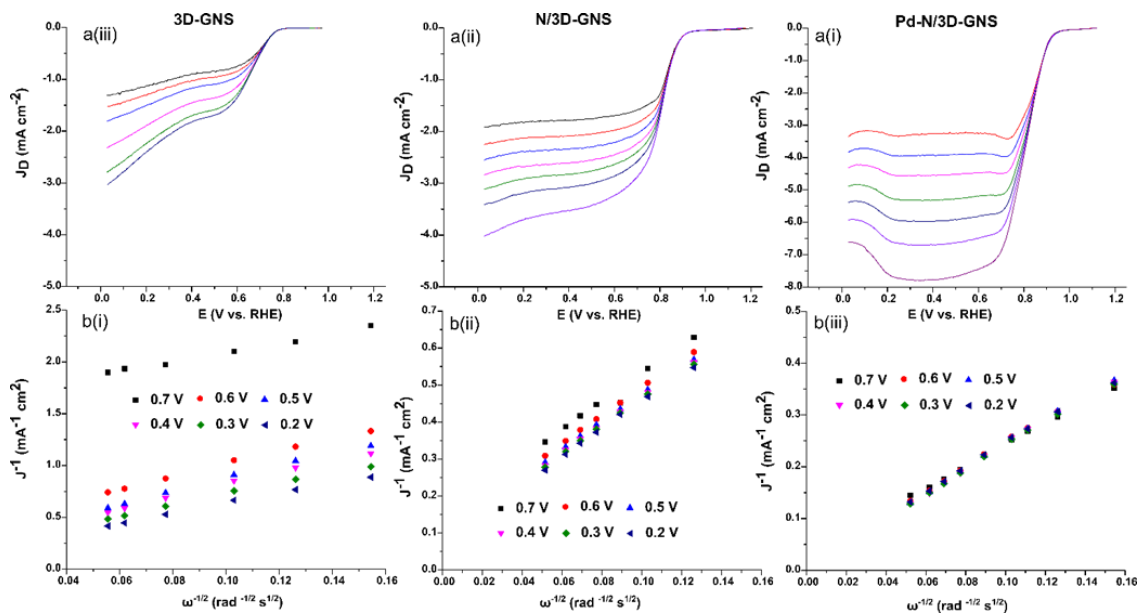 3D-GNS
N/3D-GNS
Pd-N/3D-GNS
a(iii)
0.0
-1.0
-2.0
-3.0
-4.0
-5.0
J_D (mA cm⁻²)
0.0 0.2 0.4 0.6 0.8 1.0 1.2
E (V vs. RHE)
a(ii)
0.0
-1.0
-2.0
-3.0
-4.0
-5.0
J_D (mA cm⁻²)
0.0 0.2 0.4 0.6 0.8 1.0 1.2
E (V vs. RHE)
a(i)
0.0
-1.0
-2.0
-3.0
-4.0
-5.0
-6.0
-7.0
-8.0
J_D (mA cm⁻²)
0.0 0.2 0.4 0.6 0.8 1.0 1.2
E (V vs. RHE)
b(i)
2.5
2.0
1.5
1.0
0.5
0.0
J⁻¹ (mA⁻¹ cm²)
0.7 V 0.6 V 0.5 V
0.4 V 0.3 V 0.2 V
0.04 0.06 0.08 0.10 0.12 0.14 0.16
ω⁻¹/² (rad ⁻¹/² s¹/²)
b(ii)
0.7
0.6
0.5
0.4
0.3
0.2
0.1
0.0
J⁻¹ (mA⁻¹ cm²)
0.7 V 0.6 V 0.5 V
0.4 V 0.3 V 0.2 V
0.02 0.04 0.06 0.08 0.10 0.12 0.14 0.16
ω⁻¹/² (rad ⁻¹/² s¹/²)
b(iii)
0.5
0.4
0.3
0.2
0.1
0.0
J⁻¹ (mA⁻¹ cm²)
0.7 V 0.6 V 0.5 V
0.4 V 0.3 V 0.2 V
0.00 0.02 0.04 0.06 0.08 0.10 0.12 0.14 0.16
ω⁻¹/² (rad ⁻¹/² s¹/²)